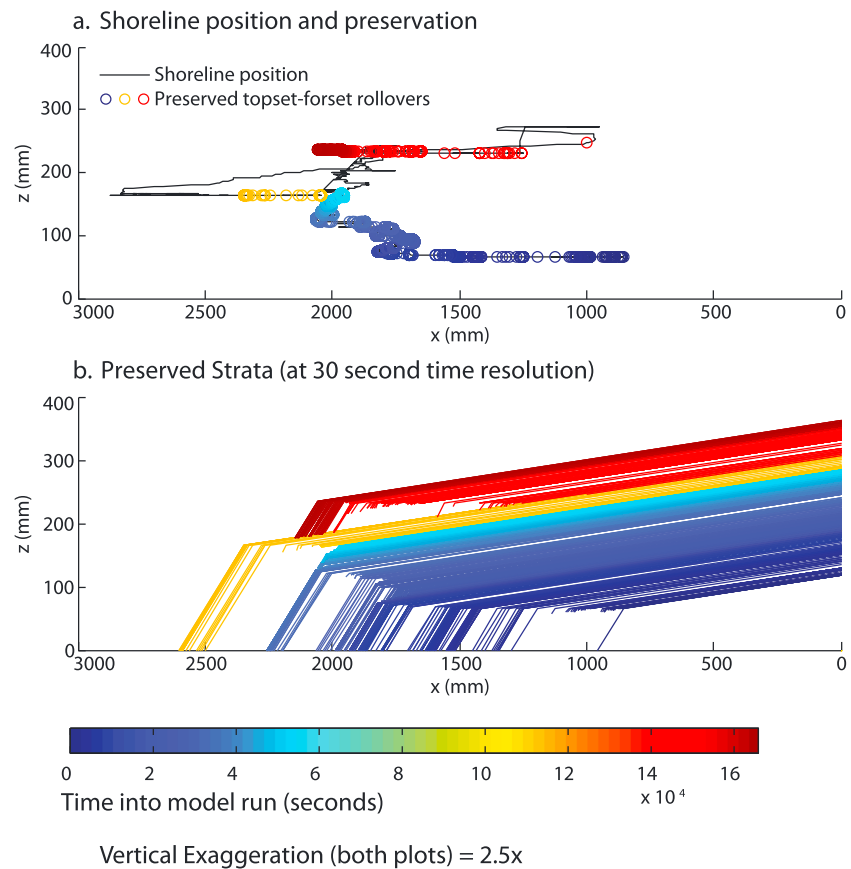 a. Shoreline position and preservation
400
300
200
100
0
z (mm)
Shoreline position
Preserved topset-forset rollovers
3000 2500 2000 1500 1000 500 0
x (mm)
b. Preserved Strata (at 30 second time resolution)
400
300
200
100
0
z (mm)
3000 2500 2000 1500 1000 500 0
x (mm)
0 2 4 6 8 10 12 14 16
Time into model run (seconds) x 10 4
Vertical Exaggeration (both plots) = 2.5x